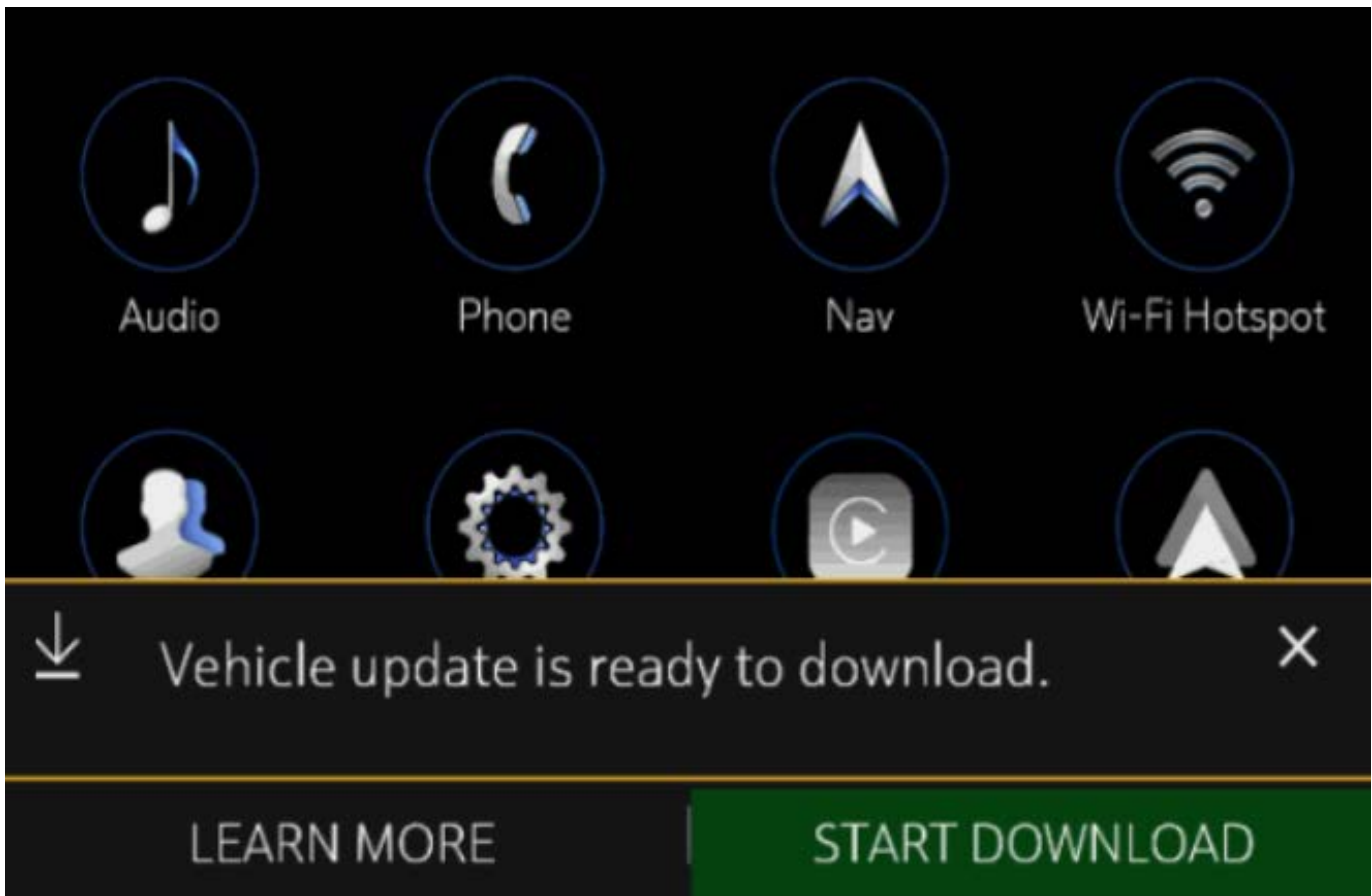 Audio
Phone
Nav
Wi-Fi Hotspot
Vehicle update is ready to download.
LEARN MORE
START DOWNLOAD